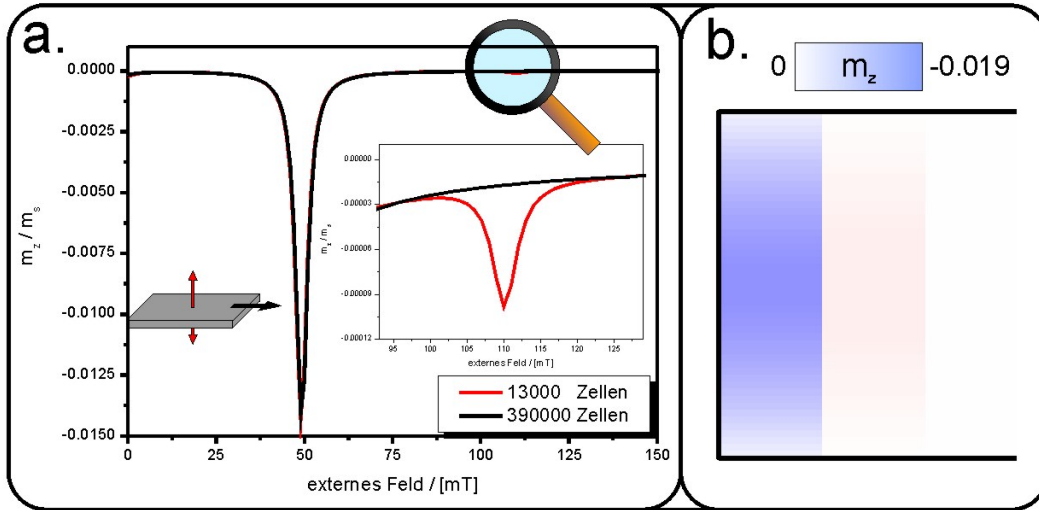 a.
0.0000
-0.0025
-0.0050
-0.0075
-0.0100
-0.0125
-0.0150
m_z / m_s
0 25 50 75 100 125 150
externes Feld / [mT]
0.00000
-0.00003
-0.00006
-0.00009
-0.00012
m_z / m_s
95 100 105 110 115 120 125
externes Feld / [mT]
13000 Zellen
390000 Zellen
b.
0 m_z -0.019